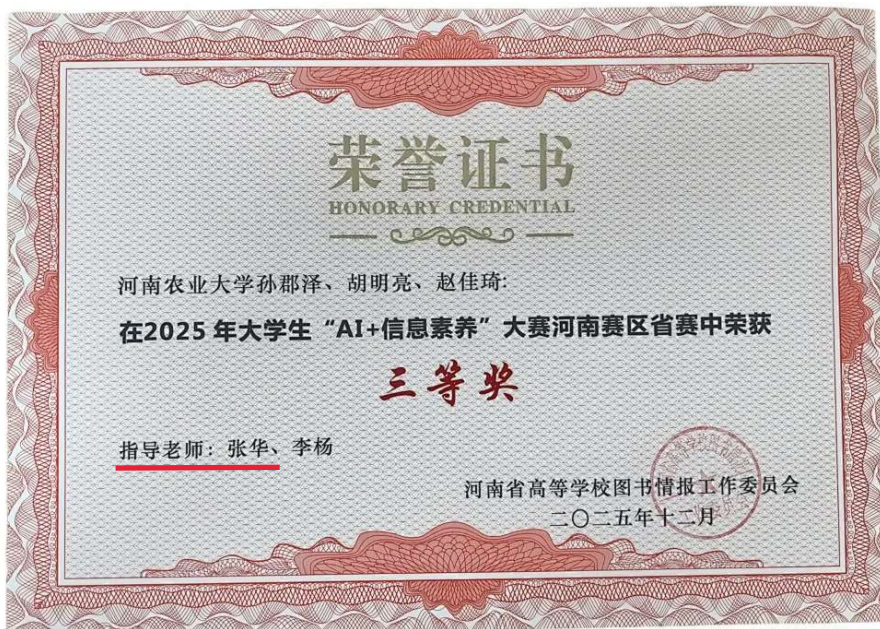 荣誉证书
HONORARY CREDENTIAL
河南农业大学孙郡泽、胡明亮、赵佳琦:
在2025年大学生“AI+信息素养”大赛河南赛区省赛中荣获
三等奖
指导老师：张华、李杨
河南省高等学校图书情报工作委员会
二〇二五年十二月